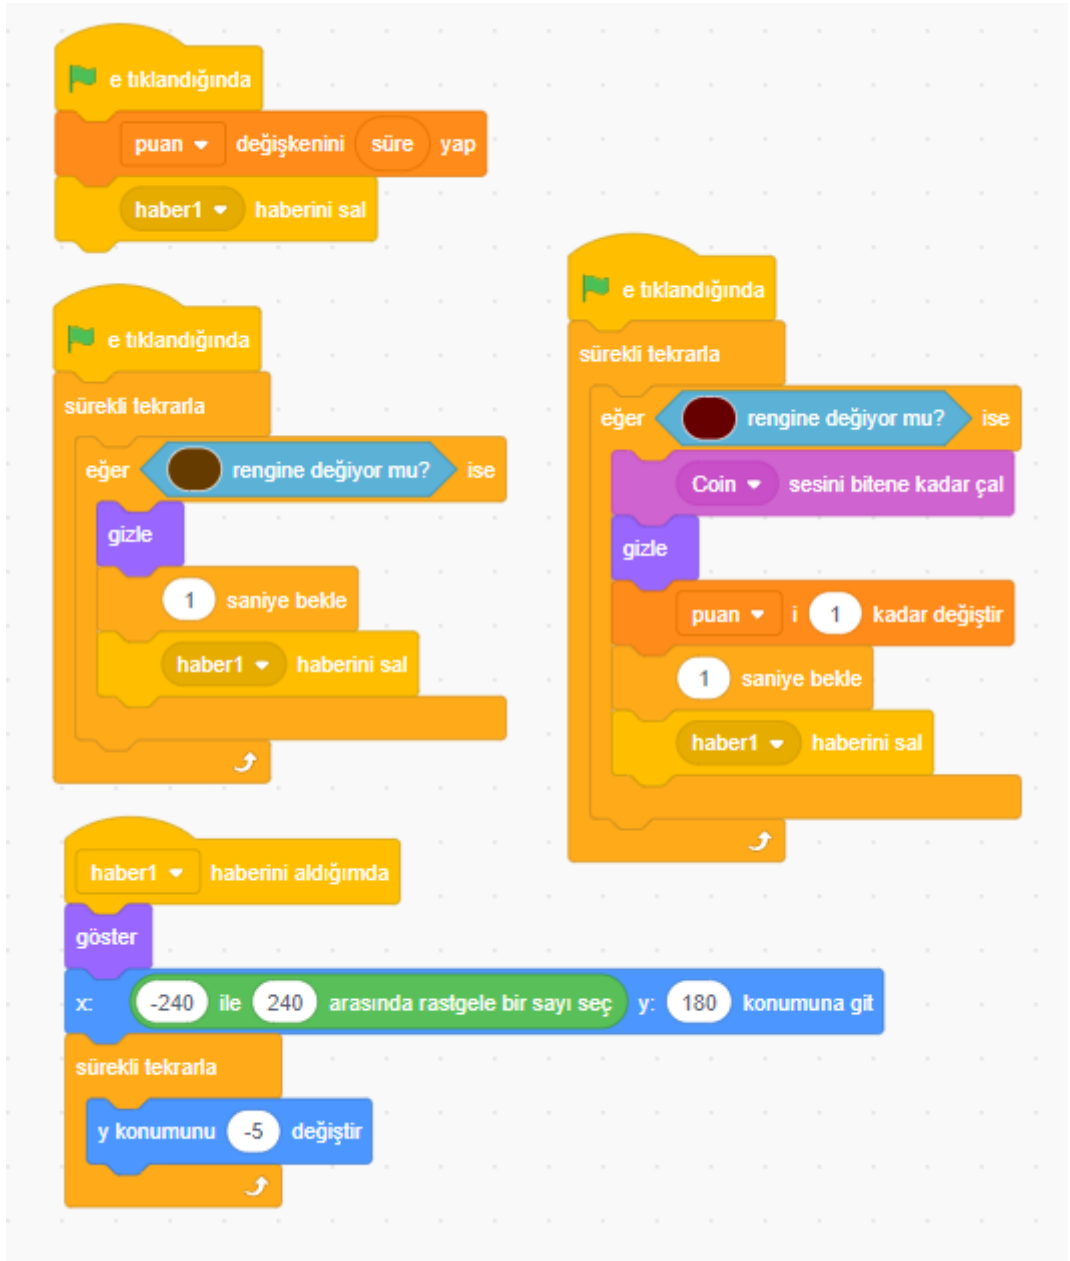 e tıklandığında
puan değişkenini süre yap
haber1 haberini sal
e tıklandığında
sürekli tekrarla
eğer rengine değiyor mu? ise
gizle
1 saniye bekle
haber1 haberini sal
e tıklandığında
sürekli tekrarla
eğer rengine değiyor mu? ise
Coin sesini bitene kadar çal
gizle
puan i 1 kadar değiştir
1 saniye bekle
haber1 haberini sal
haber1 haberini aldığımda
göster
x: -240 ile 240 arasında rastgele bir sayı seç y: 180 konumuna git
sürekli tekrarla
y konumunu -5 değiştir